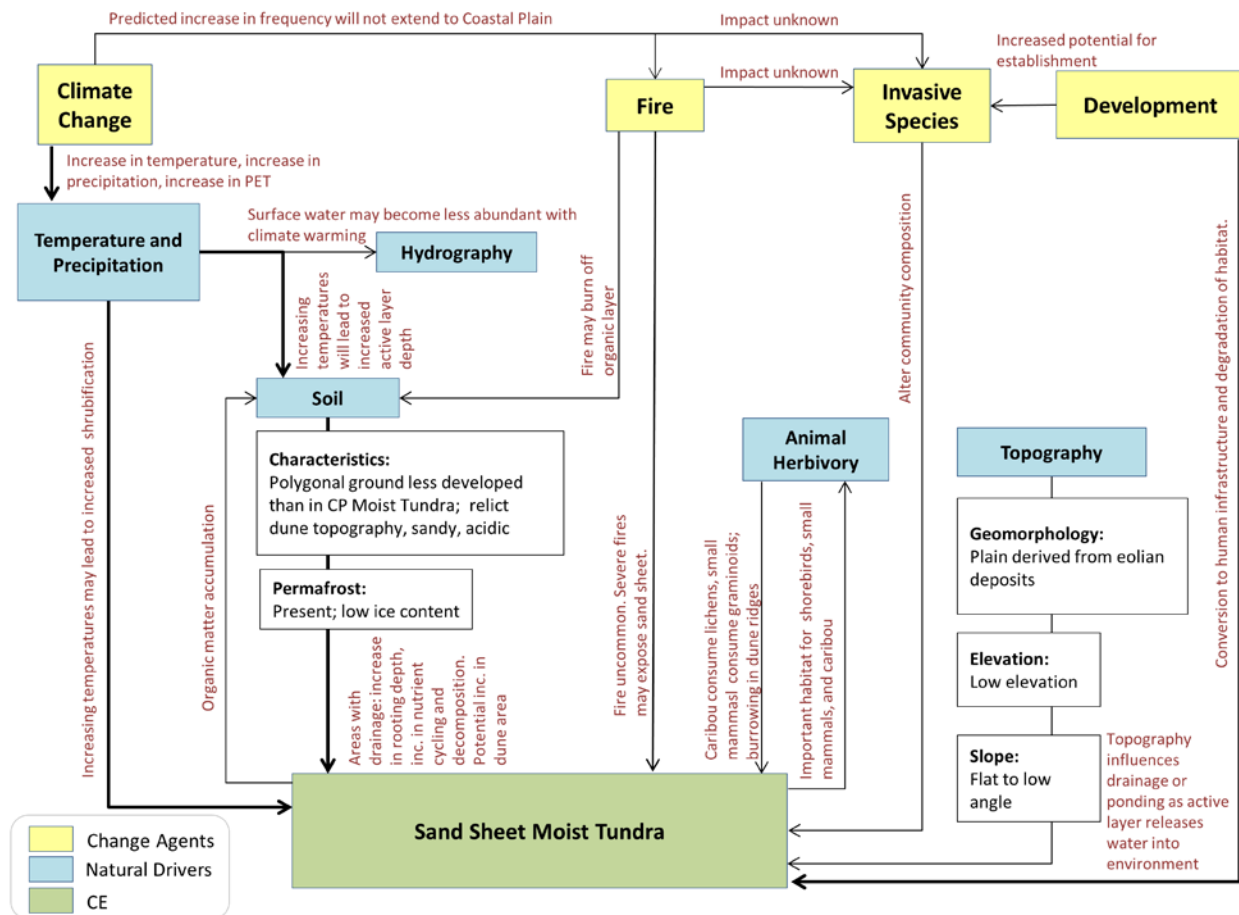 Predicted increase in frequency will not extend to Coastal Plain
Impact unknown
Climate
Change
Fire
Impact unknown
Invasive
Species
Increased potential for
establishment
Development
Increase in temperature, increase in
precipitation, increase in PET
Temperature and
Precipitation
Surface water may become less abundant with
climate warming
Hydrography
Increasing
temperatures
will lead to
increased
active layer
depth
Fire may burn off
organic layer
Alter community composition
Conversion to human infrastructure and degradation of habitat.
Increasing temperatures may lead to increased shrubification
Soil
Characteristics:
Polygonal ground less developed
than in CP Moist Tundra;  relict
dune topography, sandy, acidic
Permafrost:
Present; low ice content
Organic matter accumulation
Areas with
drainage: increase
in rooting depth,
inc. in nutrient
cycling and
decomposition.
Potential inc. in
dune area
Fire uncommon. Severe fires
may expose sand sheet.
Animal
Herbivory
Caribou consume lichens, small
mammasl  consume graminoids;
burrowing in dune ridges
Important habitat for  shorebirds, small
mammals, and caribou
Topography
Geomorphology:
Plain derived from eolian
deposits
Elevation:
Low elevation
Slope:
Flat to low
angle
Topography
influences
drainage or
ponding as active
layer releases
water into
environment
Sand Sheet Moist Tundra
Change Agents
Natural Drivers
CE